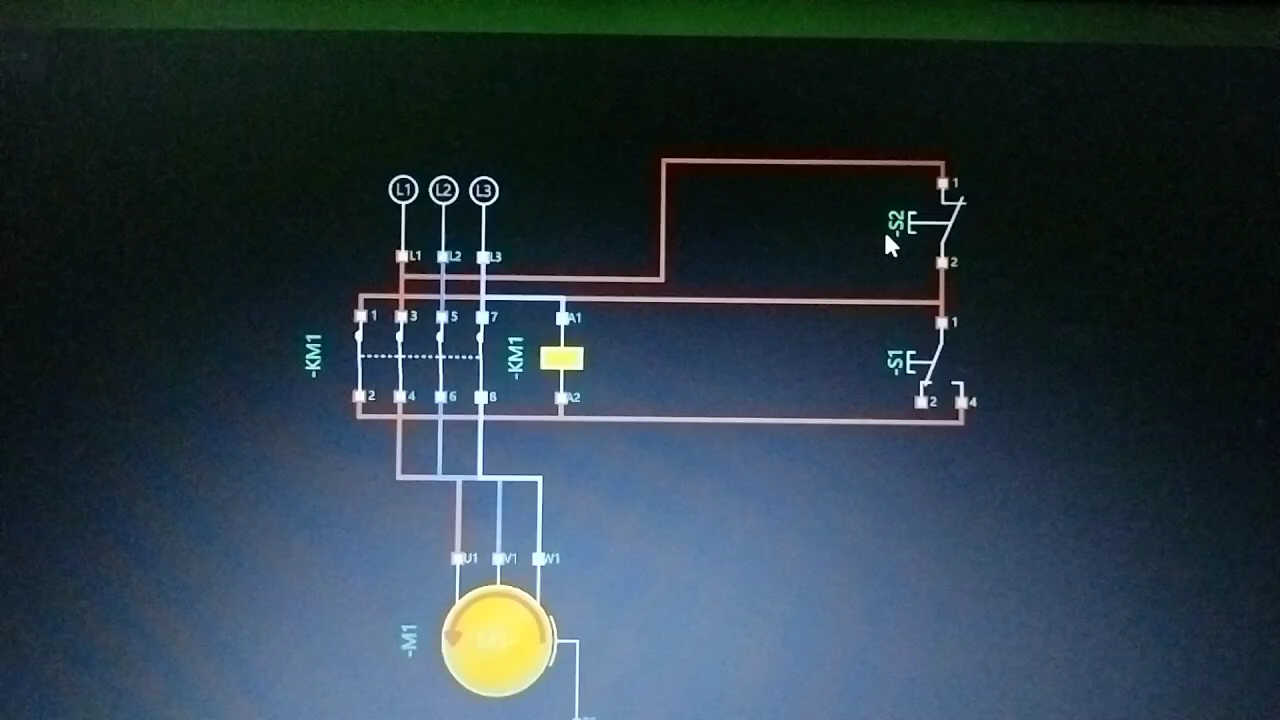 L1 L2 L3
L1 L2 L3
1 3 5 7
A1
-KM1
-KM1
2 4 6 8
A2
1
-S2
2
1
-S1
2 4
U1 V1 W1
-M1